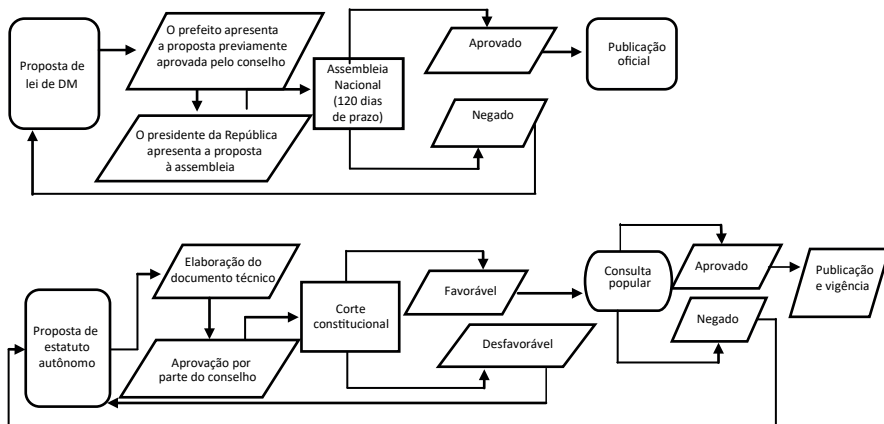 Proposta de
lei de DM
O prefeito apresenta
a proposta previamente
aprovada pelo conselho
O presidente da República
apresenta a proposta
à assembleia
Assembleia
Nacional
(120 dias
de prazo)
Aprovado
Negado
Publicação
oficial
Proposta de
estatuto
autônomo
Elaboração do
documento técnico
Aprovação por
parte do conselho
Corte
constitucional
Favorável
Desfavorável
Consulta
popular
Aprovado
Negado
Publicação
e vigência